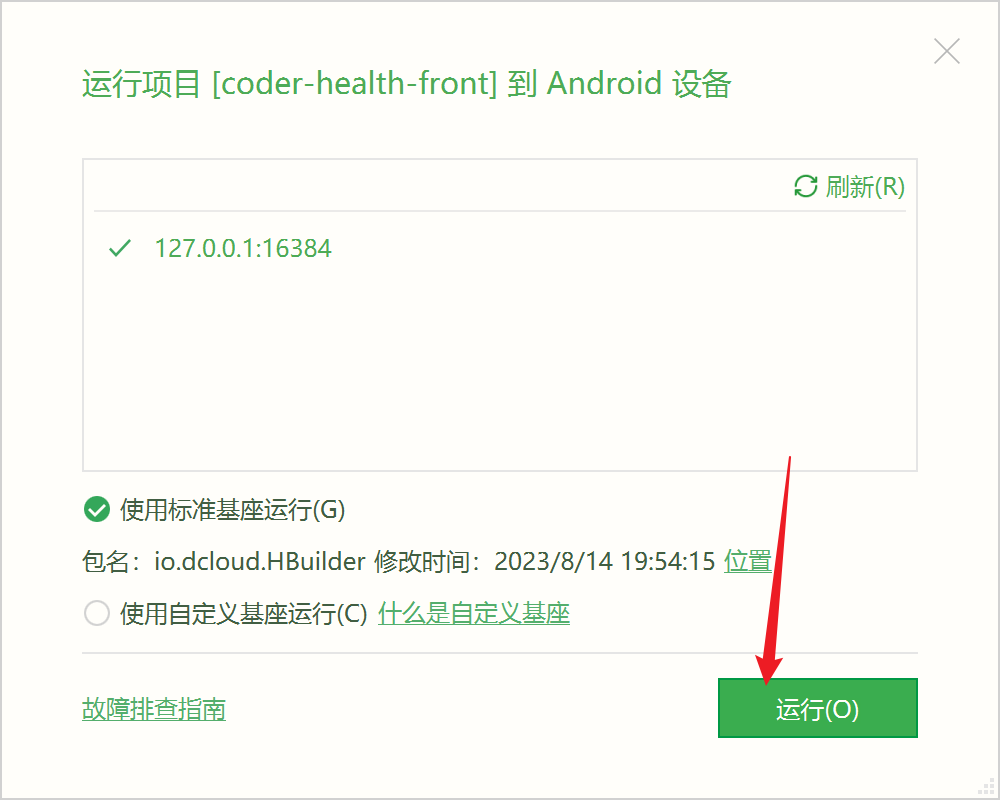 运行项目 [coder-health-front] 到 Android 设备
刷新(R)
127.0.0.1:16384
使用标准基座运行(G)
包名：io.dcloud.HBuilder 修改时间：2023/8/14 19:54:15 位置
使用自定义基座运行(C) 什么是自定义基座
故障排查指南
运行(O)